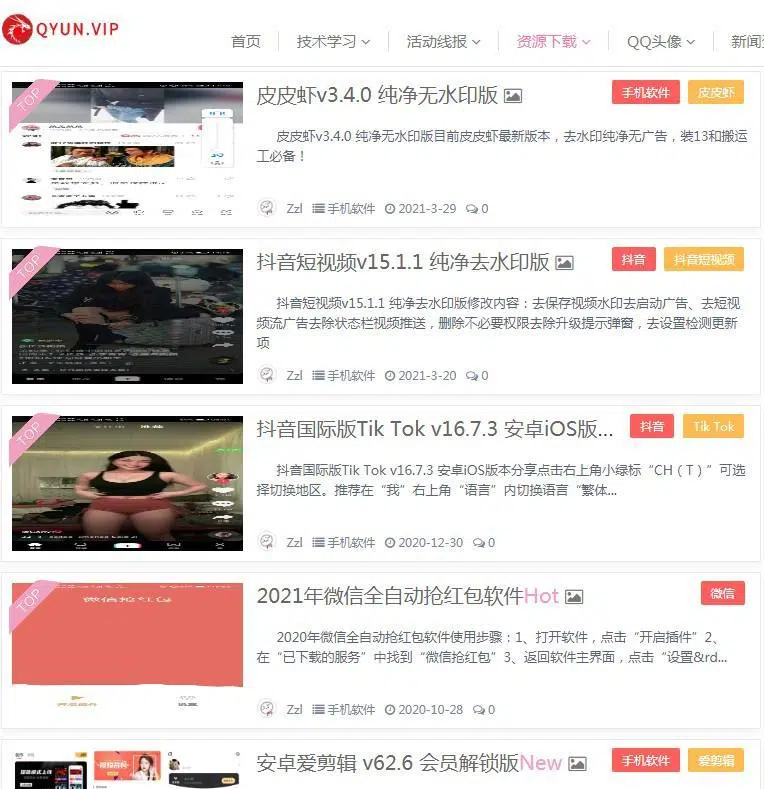 QYUN.VIP
首页 技术学习 活动线报 资源下载 QQ头像 新闻
TOP
皮皮虾v3.4.0 纯净无水印版
手机软件 皮皮虾
皮皮虾v3.4.0 纯净无水印版目前皮皮虾最新版本，去水印纯净无广告，装13和搬运
工必备！
Zzl 手机软件 2021-3-29 0
TOP
抖音短视频v15.1.1 纯净去水印版
抖音 抖音短视频
抖音短视频v15.1.1 纯净去水印版修改内容：去保存视频水印去启动广告、去短视
频流广告去除状态栏视频推送，删除不必要权限去除升级提示弹窗，去设置检测更新
项
Zzl 手机软件 2021-3-20 0
TOP
抖音国际版Tik Tok v16.7.3 安卓iOS版...
抖音 Tik Tok
抖音国际版Tik Tok v16.7.3 安卓iOS版本分享点击右上角小绿标“CH（T）”可选
择切换地区。推荐在“我”右上角“语言”内切换语言“繁体...
Zzl 手机软件 2020-12-30 0
TOP
微信抢红包
2021年微信全自动抢红包软件Hot
微信
2020年微信全自动抢红包软件使用步骤：1、打开软件，点击“开启插件”2、
在“已下载的服务”中找到“微信抢红包”3、返回软件主界面，点击“设置&rd...
Zzl 手机软件 2020-10-28 0
安卓爱剪辑 v62.6 会员解锁版New
手机软件 爱剪辑